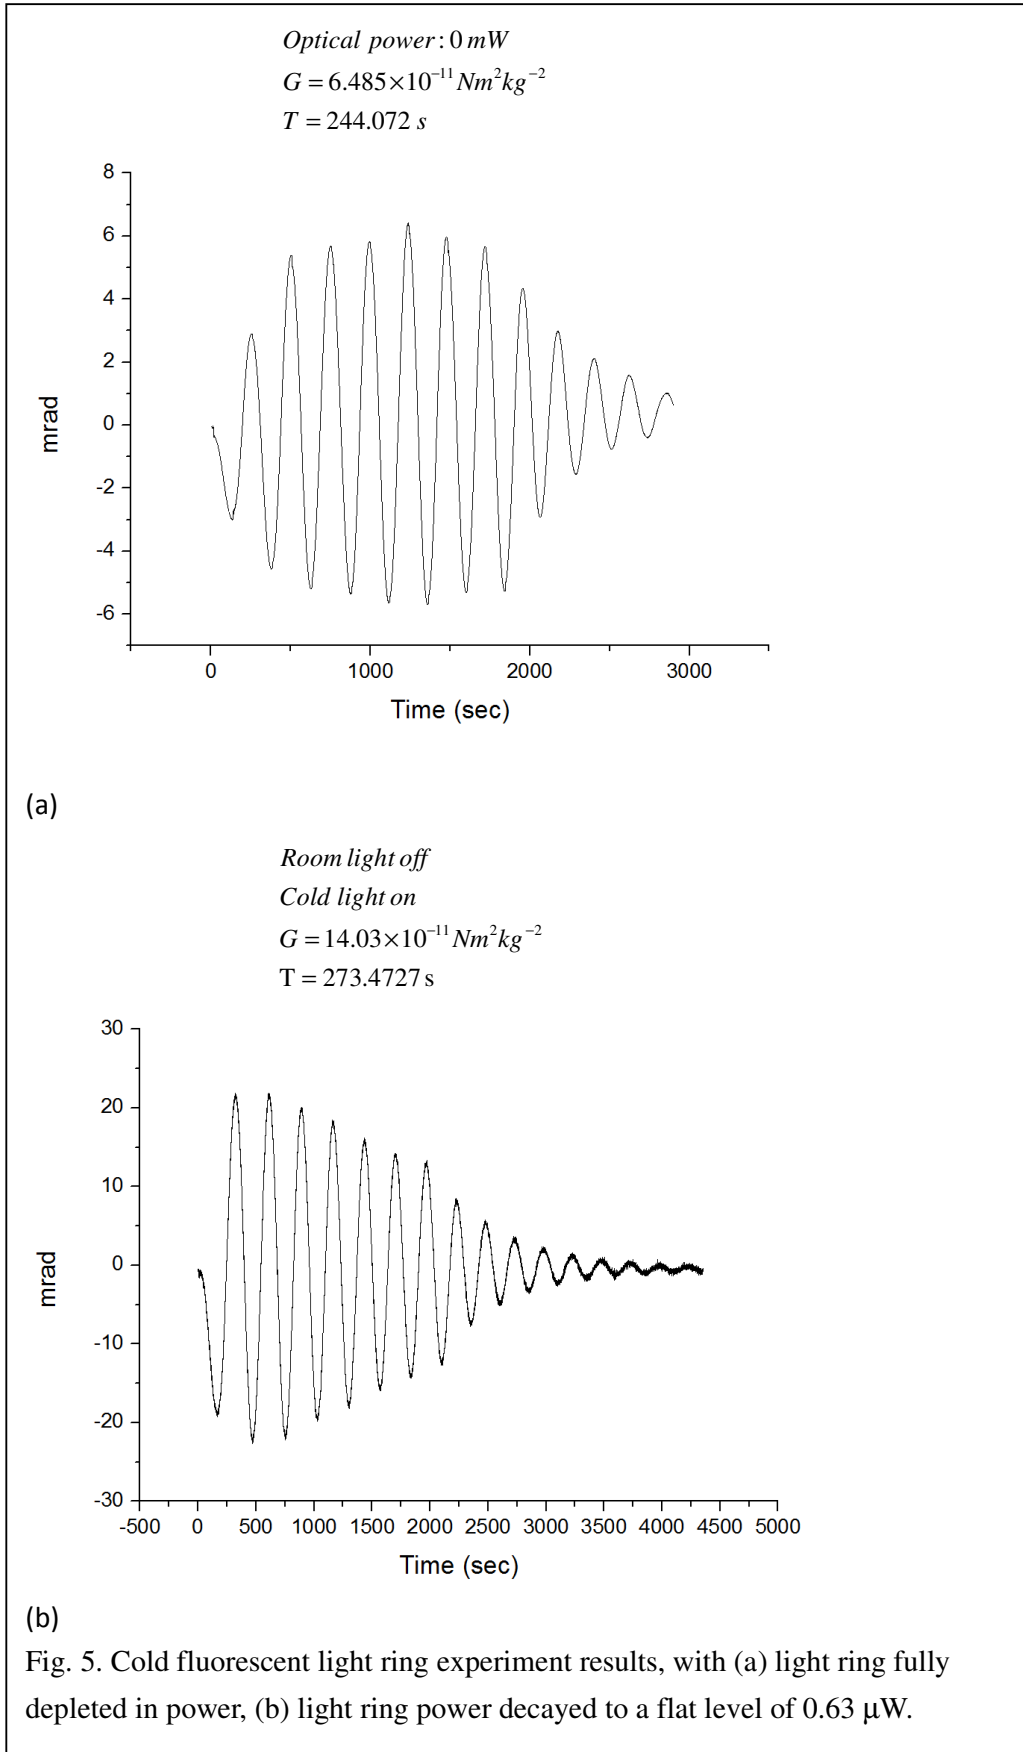 Optical power: 0 mW
G = 6.485×10⁻¹¹ Nm²kg⁻²
T = 244.072 s
8
6
4
2
0
-2
-4
-6
mrad
0 1000 2000 3000
Time (sec)
(a)
Room light off
Cold light on
G = 14.03×10⁻¹¹ Nm²kg⁻²
T = 273.4727 s
30
20
10
0
-10
-20
-30
mrad
-500 0 500 1000 1500 2000 2500 3000 3500 4000 4500 5000
Time (sec)
(b)
Fig. 5. Cold fluorescent light ring experiment results, with (a) light ring fully
depleted in power, (b) light ring power decayed to a flat level of 0.63 μW.